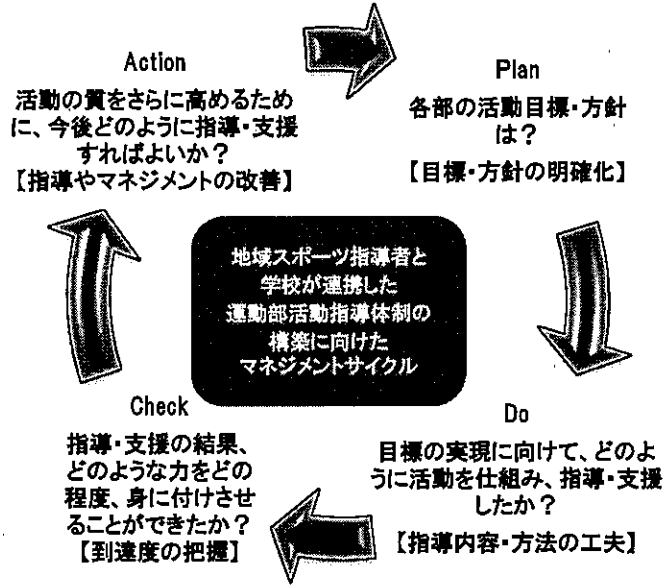 Action
活動の質をさらに高めるため
に、今後どのように指導・支援
すればよいか？
【指導やマネジメントの改善】
Plan
各部の活動目標・方針
は？
【目標・方針の明確化】
地域スポーツ指導者と
学校が連携した
運動部活動指導体制の
構築に向けた
マネジメントサイクル
Check
指導・支援の結果、
どのような力をどの
程度、身に付けさせ
ることができたか？
【到達度の把握】
Do
目標の実現に向けて、どのよ
うに活動を仕組み、指導・支援
したか？
【指導内容・方法の工夫】